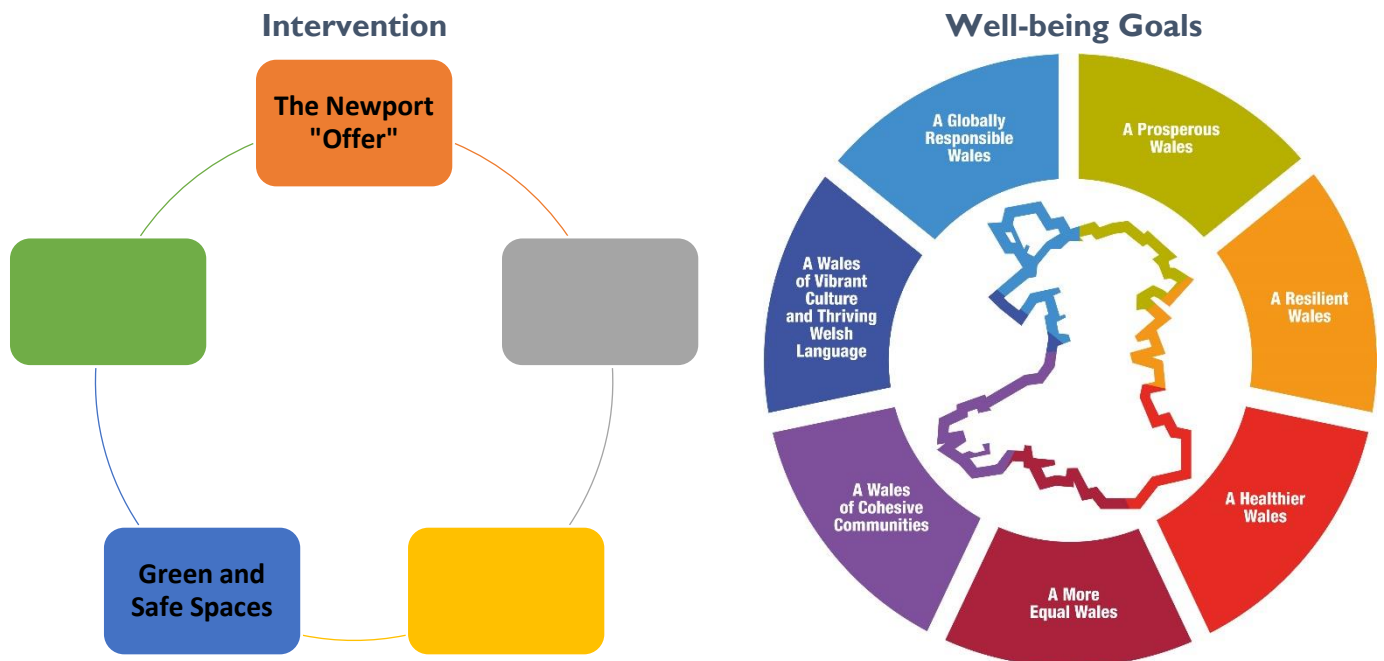 Intervention
The Newport
"Offer"
Green and
Safe Spaces
Well-being Goals
A Globally
Responsible
Wales
A Prosperous
Wales
A Resilient
Wales
A Healthier
Wales
A More
Equal Wales
A Wales
of Cohesive
Communities
A Wales
of Vibrant
Culture
and Thriving
Welsh
Language